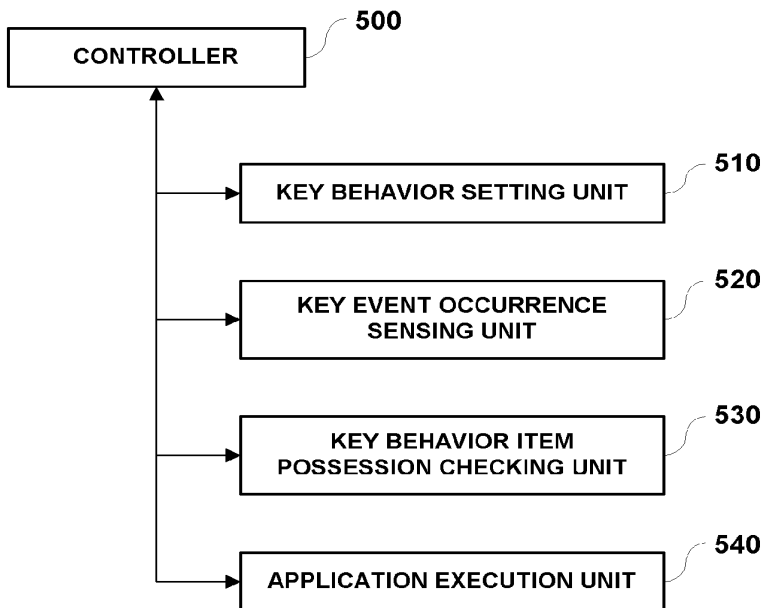 500
CONTROLLER
510
KEY BEHAVIOR SETTING UNIT
520
KEY EVENT OCCURRENCE
SENSING UNIT
530
KEY BEHAVIOR ITEM
POSSESSION CHECKING UNIT
540
APPLICATION EXECUTION UNIT